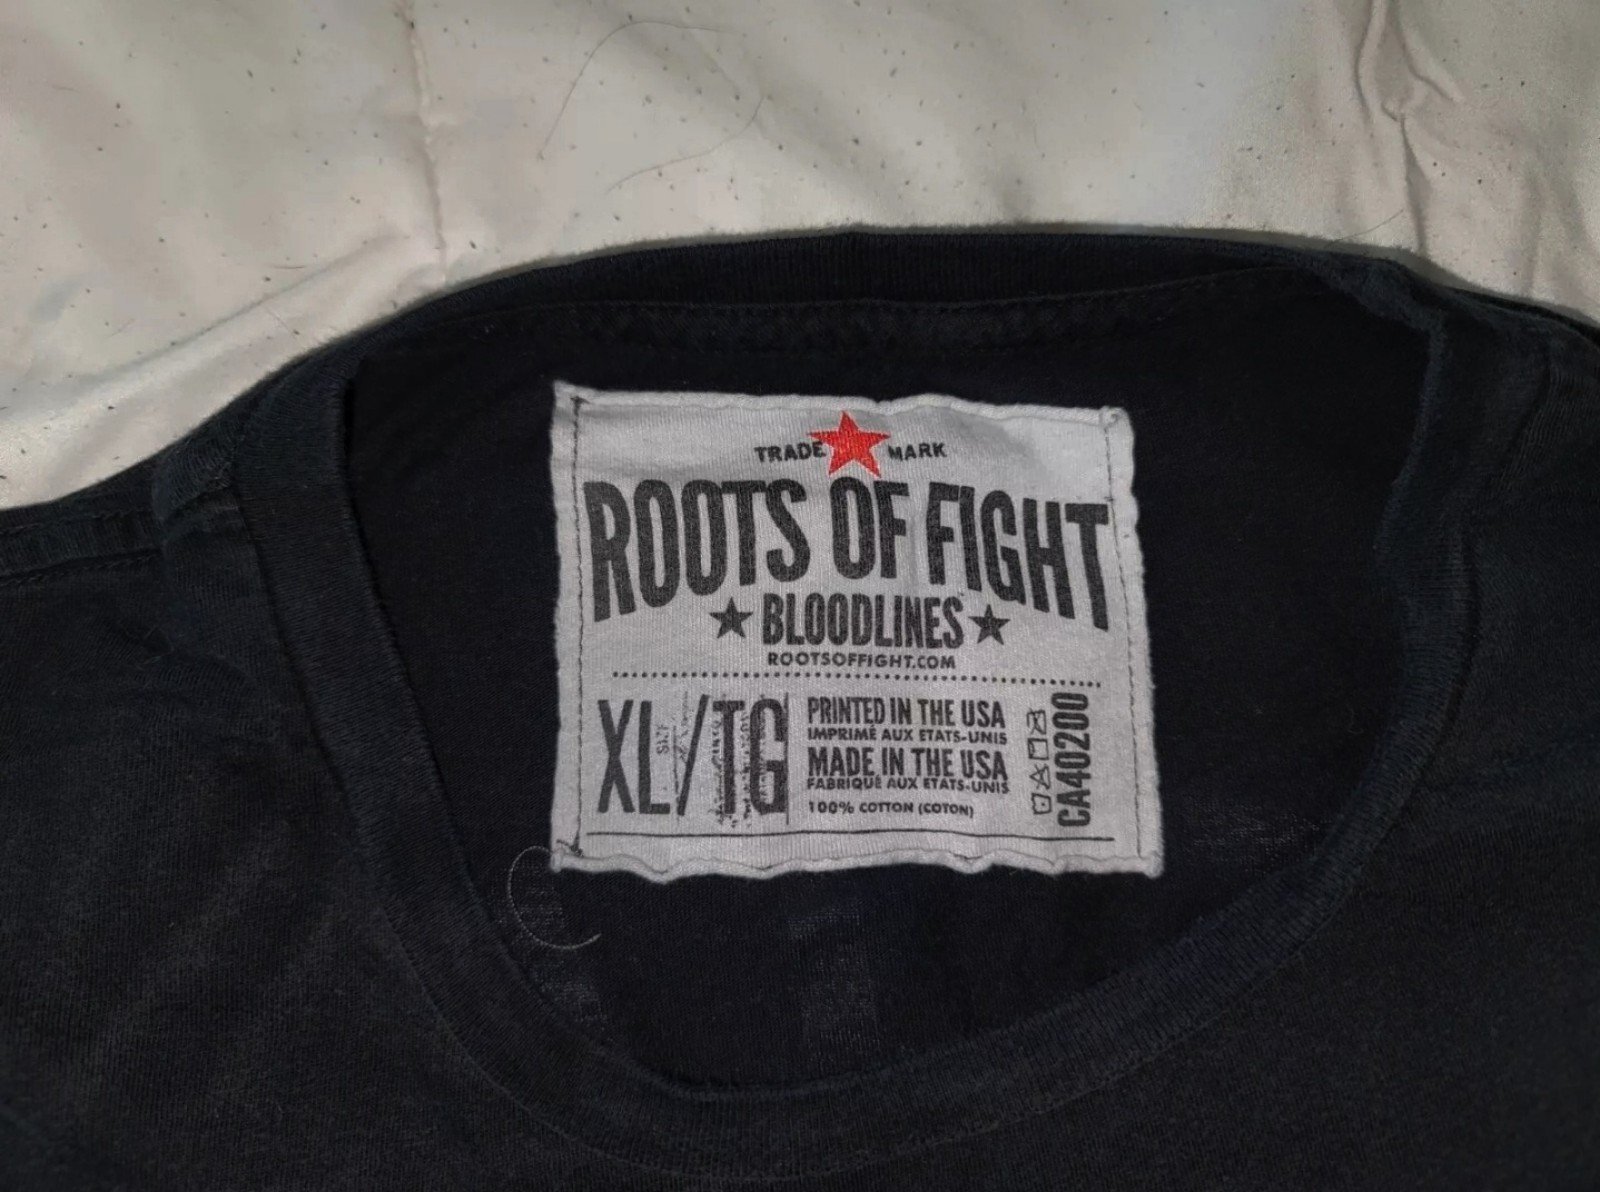 TRADE MARK
ROOTS OF FIGHT
BLOODLINES
ROOTSOFFIGHT.COM
XL/TG
PRINTED IN THE USA
IMPRIMÉ AUX ETATS-UNIS
MADE IN THE USA
FABRIQUÉ AUX ETATS-UNIS
100% COTTON (COTON)
CA40200